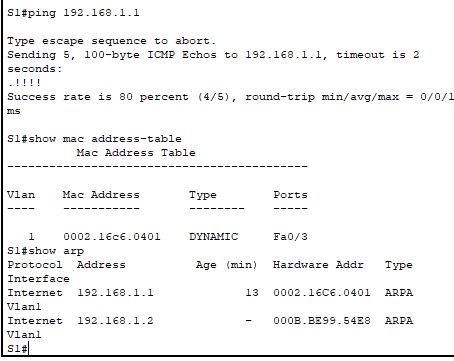 S1#ping 192.168.1.1
Type escape sequence to abort.
Sending 5, 100-byte ICMP Echos to 192.168.1.1, timeout is 2
seconds:
.!!!!
Success rate is 80 percent (4/5), round-trip min/avg/max = 0/0/1
ms
S1#show mac address-table
Mac Address Table
-------------------------------------------
Vlan Mac Address Type Ports
---- ----------- -------- -----
1 0002.16c6.0401 DYNAMIC Fa0/3
S1#show arp
Protocol Address Age (min) Hardware Addr Type
Interface
Internet 192.168.1.1 13 0002.16C6.0401 ARPA
Vlan1
Internet 192.168.1.2 - 000B.BE99.54E8 ARPA
Vlan1
S1#